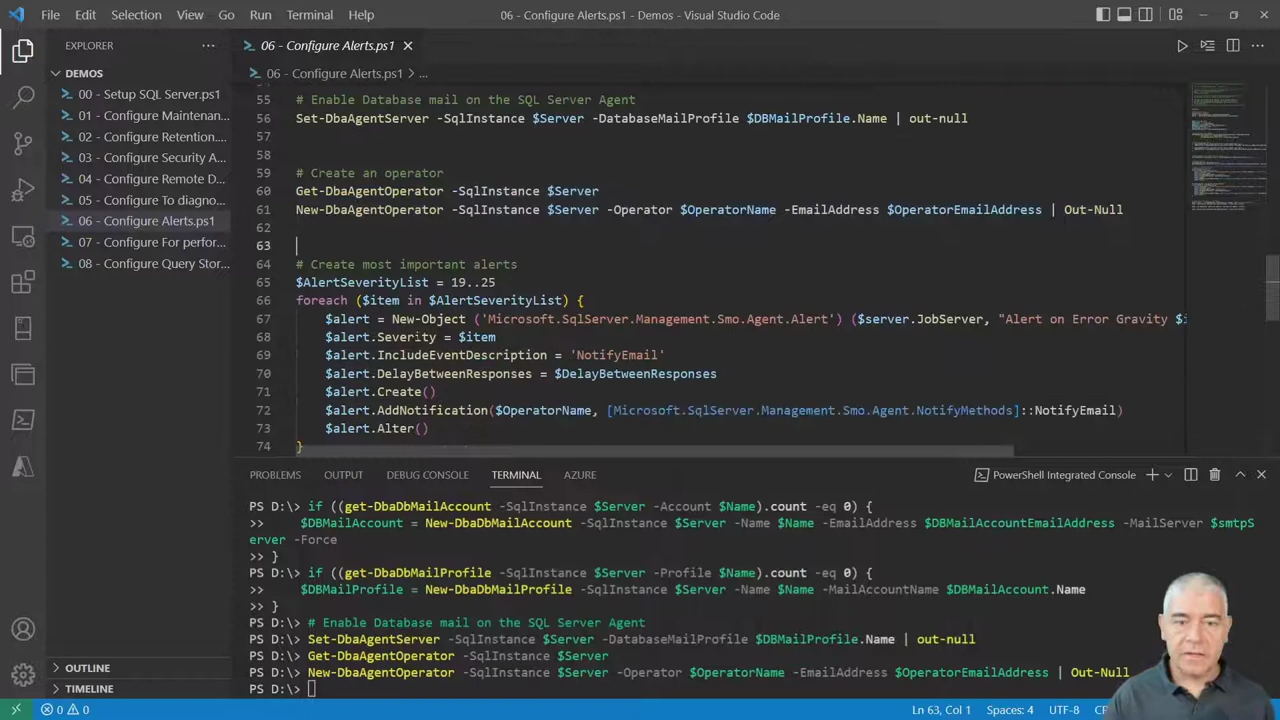 File Edit Selection View Go Run Terminal Help
06 - Configure Alerts.ps1 - Demos - Visual Studio Code
EXPLORER
DEMOS
00 - Setup SQL Server.ps1
01 - Configure Maintenan...
02 - Configure Retention...
03 - Configure Security A...
04 - Configure Remote D...
05 - Configure To diagno...
06 - Configure Alerts.ps1
07 - Configure For perfor...
08 - Configure Query Stor...
OUTLINE
TIMELINE
06 - Configure Alerts.ps1
06 - Configure Alerts.ps1 > ...
55 # Enable Database mail on the SQL Server Agent
56 Set-DbaAgentServer -SqlInstance $Server -DatabaseMailProfile $DBMailProfile.Name | out-null
57
58
59 # Create an operator
60 Get-DbaAgentOperator -SqlInstance $Server
61 New-DbaAgentOperator -SqlInstance $Server -Operator $OperatorName -EmailAddress $OperatorEmailAddress | Out-Null
62
63
64 # Create most important alerts
65 $AlertSeverityList = 19..25
66 foreach ($item in $AlertSeverityList) {
67 $alert = New-Object ('Microsoft.SqlServer.Management.Smo.Agent.Alert') ($server.JobServer, "Alert on Error Gravity $i
68 $alert.Severity = $item
69 $alert.IncludeEventDescription = 'NotifyEmail'
70 $alert.DelayBetweenResponses = $DelayBetweenResponses
71 $alert.Create()
72 $alert.AddNotification($OperatorName, [Microsoft.SqlServer.Management.Smo.Agent.NotifyMethods]::NotifyEmail)
73 $alert.Alter()
74 }
PROBLEMS OUTPUT DEBUG CONSOLE TERMINAL AZURE
PowerShell Integrated Console
PS D:\> if ((get-DbaDbMailAccount -SqlInstance $Server -Account $Name).count -eq 0) {
>> $DBMailAccount = New-DbaDbMailAccount -SqlInstance $Server -Name $Name -EmailAddress $DBMailAccountEmailAddress -MailServer $smtpS
erver -Force
>> }
PS D:\> if ((get-DbaDbMailProfile -SqlInstance $Server -Profile $Name).count -eq 0) {
>> $DBMailProfile = New-DbaDbMailProfile -SqlInstance $Server -Name $Name -MailAccountName $DBMailAccount.Name
>> }
PS D:\> # Enable Database mail on the SQL Server Agent
PS D:\> Set-DbaAgentServer -SqlInstance $Server -DatabaseMailProfile $DBMailProfile.Name | out-null
PS D:\> Get-DbaAgentOperator -SqlInstance $Server
PS D:\> New-DbaAgentOperator -SqlInstance $Server -Operator $OperatorName -EmailAddress $OperatorEmailAddress | Out-Null
PS D:\>
0 0
Ln 63, Col 1 Spaces: 4 UTF-8